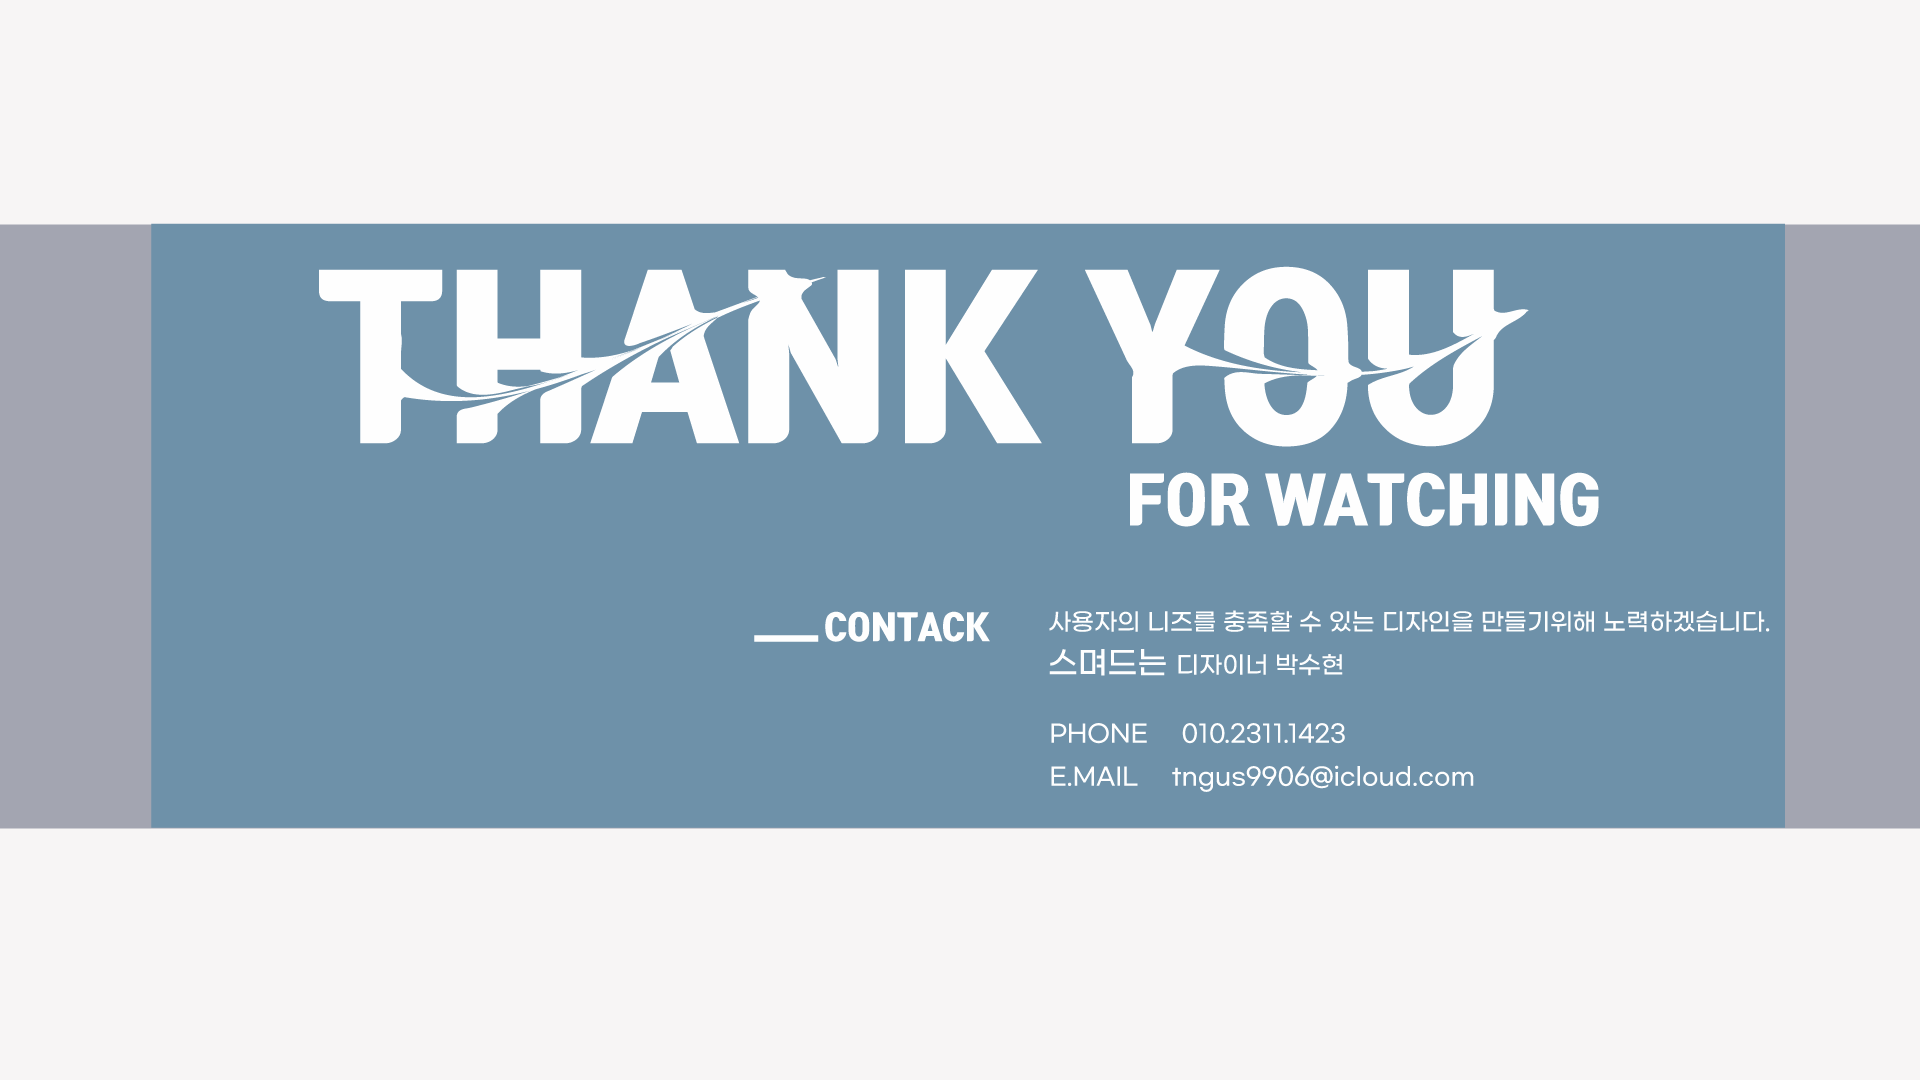 THANK YOU
FOR WATCHING
CONTACK
사용자의 니즈를 충족할 수 있는 디자인을 만들기위해 노력하겠습니다.
스며드는 디자이너 박수현
PHONE 010.2311.1423
E.MAIL tngus9906@icloud.com